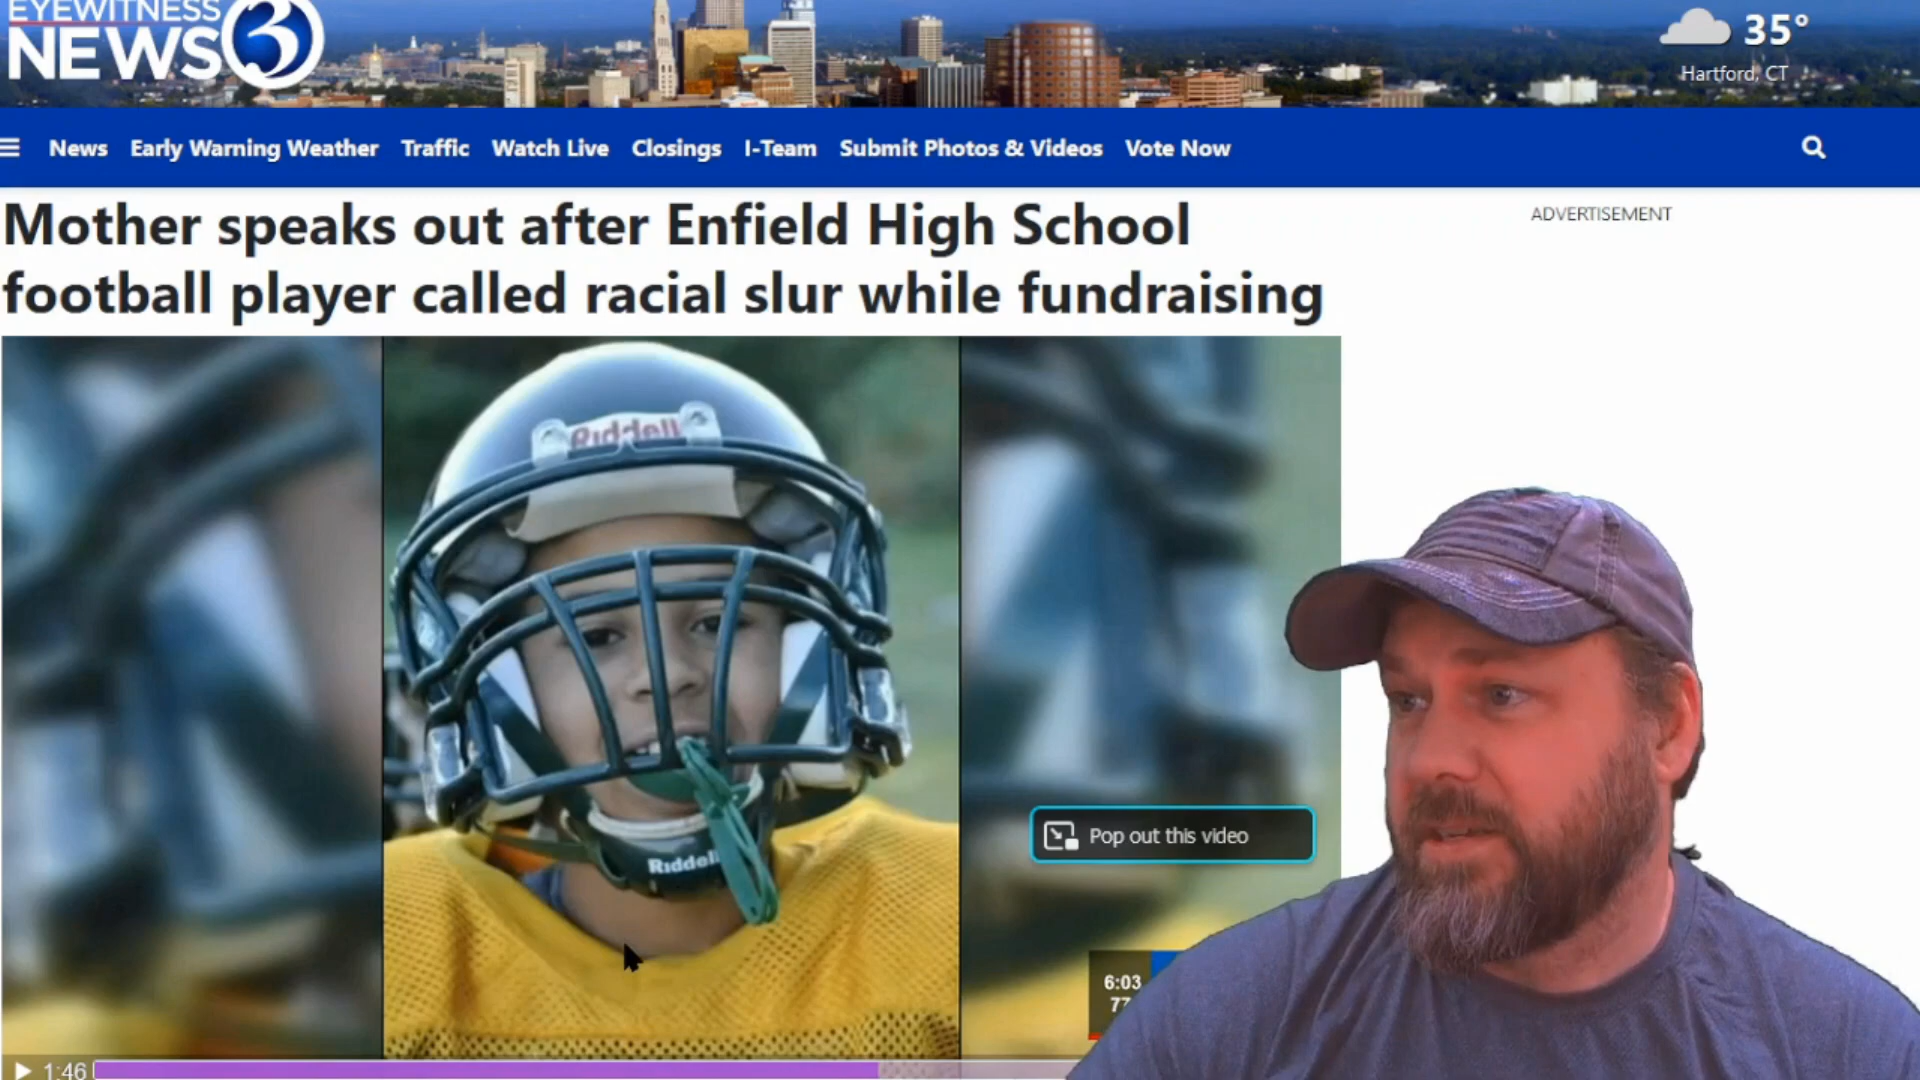 EYEWITNESS
NEWS 3
35°
Hartford, CT
News Early Warning Weather Traffic Watch Live Closings I-Team Submit Photos & Videos Vote Now
Mother speaks out after Enfield High School
football player called racial slur while fundraising
ADVERTISEMENT
Riddell
Riddell
Pop out this video
6:03
77
1:46